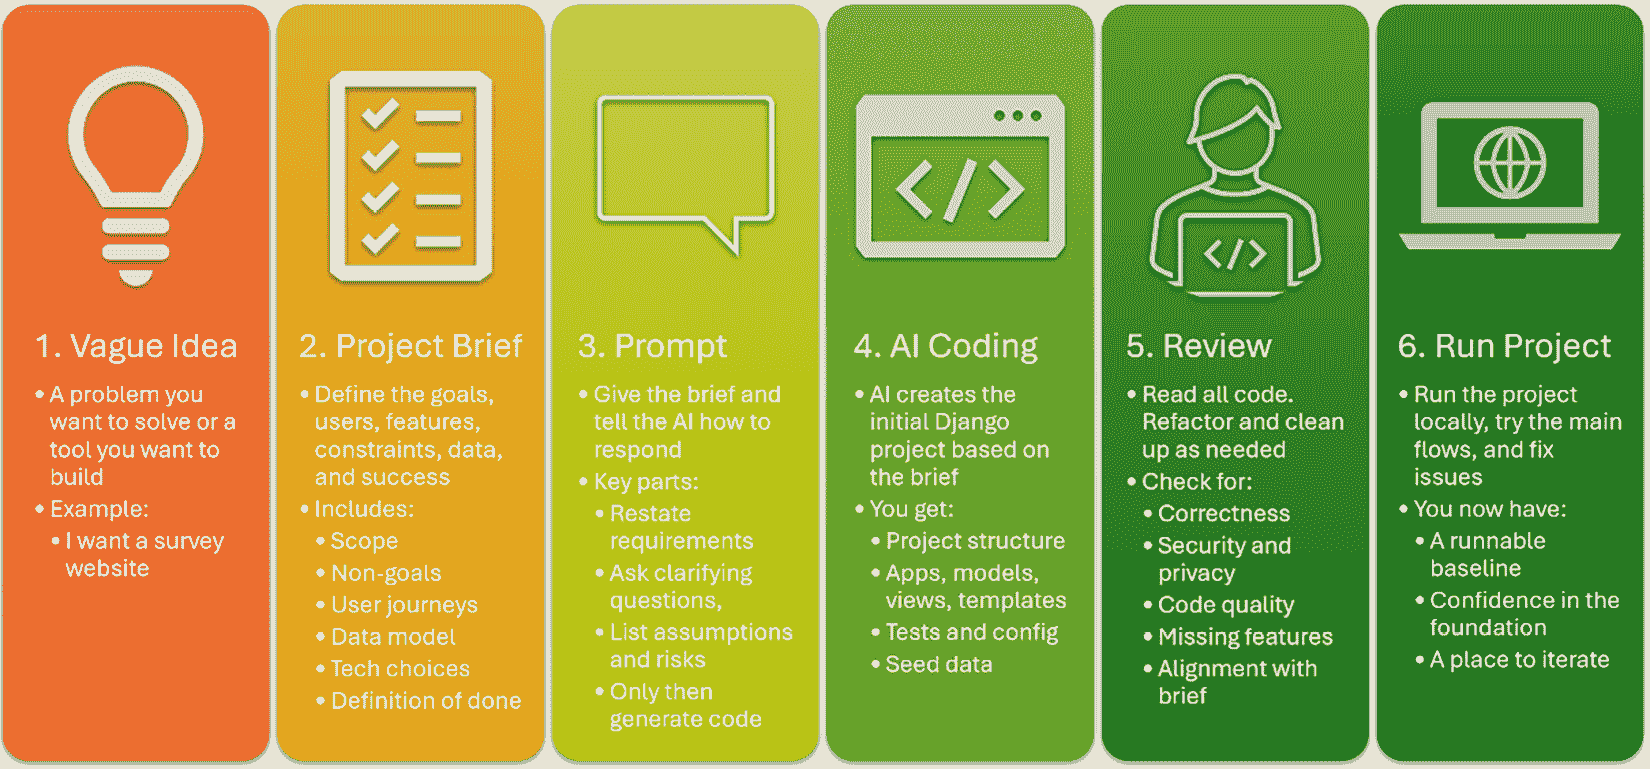 1. Vague Idea
• A problem you
want to solve or a
tool you want to
build
• Example:
• I want a survey
website
2. Project Brief
• Define the goals,
users, features,
constraints, data,
and success
• Includes:
• Scope
• Non-goals
• User journeys
• Data model
• Tech choices
• Definition of done
3. Prompt
• Give the brief and
tell the AI how to
respond
• Key parts:
• Restate
requirements
• Ask clarifying
questions,
• List assumptions
and risks
• Only then
generate code
</>
4. AI Coding
• AI creates the
initial Django
project based on
the brief
• You get:
• Project structure
• Apps, models,
views, templates
• Tests and config
• Seed data
</>
5. Review
• Read all code.
Refactor and clean
up as needed
• Check for:
• Correctness
• Security and
privacy
• Code quality
• Missing features
• Alignment with
brief
6. Run Project
• Run the project
locally, try the main
flows, and fix
issues
• You now have:
• A runnable
baseline
• Confidence in the
foundation
• A place to iterate